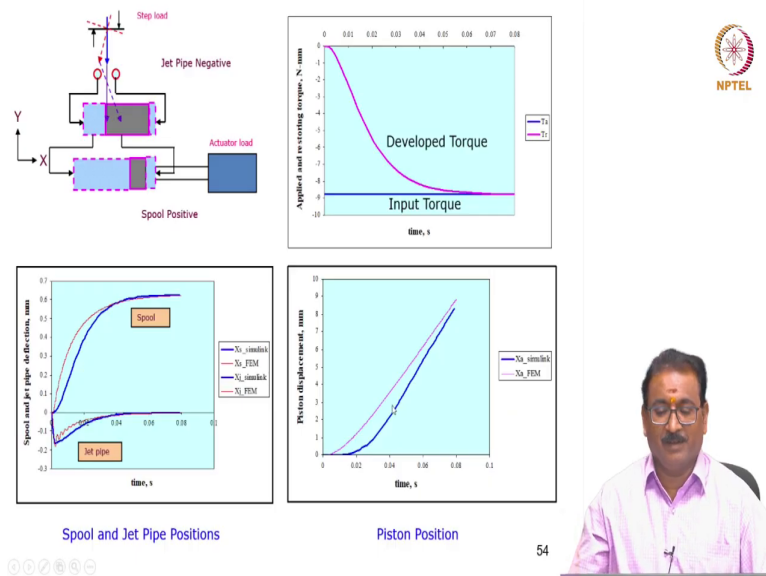 Step load
Jet Pipe Negative
Y
X
Actuator load
Spool Positive
0 0.01 0.02 0.03 0.04 0.05 0.06 0.07 0.08
0
-1
-2
-3
-4
-5
-6
-7
-8
-9
-10
Applied and restoring torque, N-mm
Developed Torque
Input Torque
time, s
Ta
Tr
NPTEL
0.7
0.6
0.5
0.4
0.3
0.2
0.1
0
-0.1
-0.2
-0.3
0.02 0.04 0.06 0.08 0.1
Spool and jet pipe deflection, mm
Spool
Jet pipe
time, s
Xs_simulink
Xs_FEM
Xj_simulink
Xj_FEM
10
9
8
7
6
5
4
3
2
1
0
0 0.02 0.04 0.06 0.08 0.1
Piston displacement, mm
time, s
Xa_simulink
Xa_FEM
Spool and Jet Pipe Positions
Piston Position
54